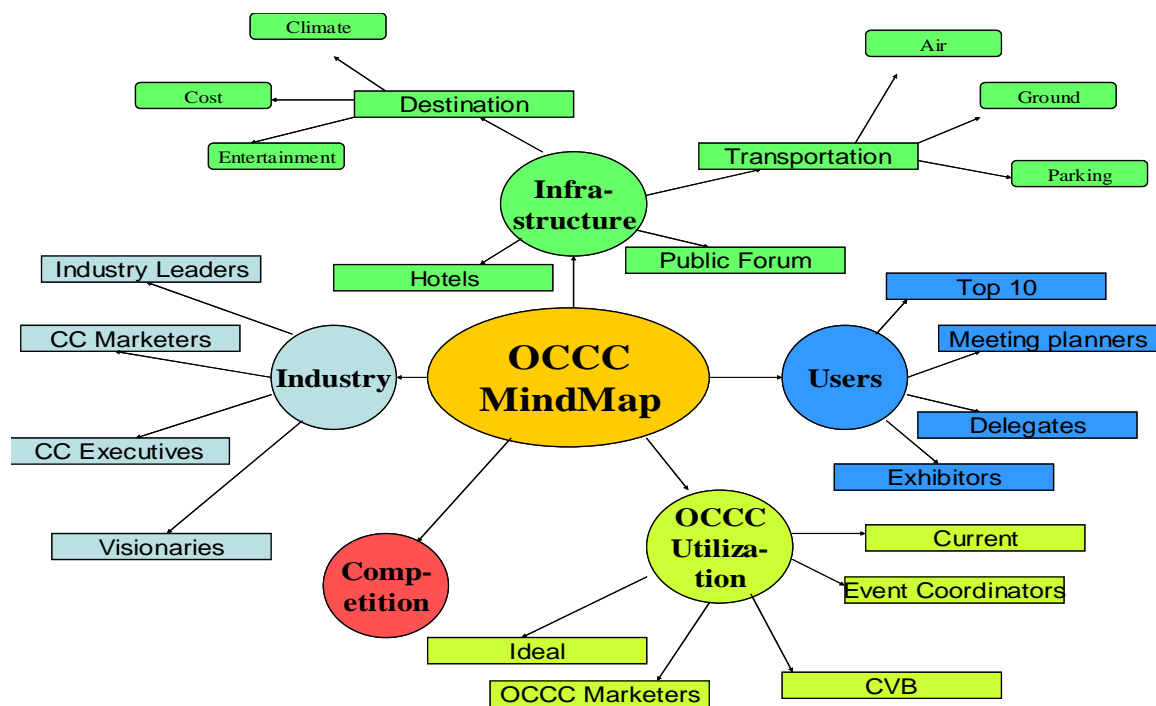 Climate
Air
Cost
Destination
Ground
Entertainment
Transportation
Parking
Infra-
structure
Industry Leaders
Hotels
Public Forum
Top 10
CC Marketers
OCCC
MindMap
Meeting planners
Industry
Users
CC Executives
Delegates
Exhibitors
Visionaries
OCCC
Utiliza-
tion
Current
Comp-
etition
Event Coordinators
Ideal
OCCC Marketers
CVB